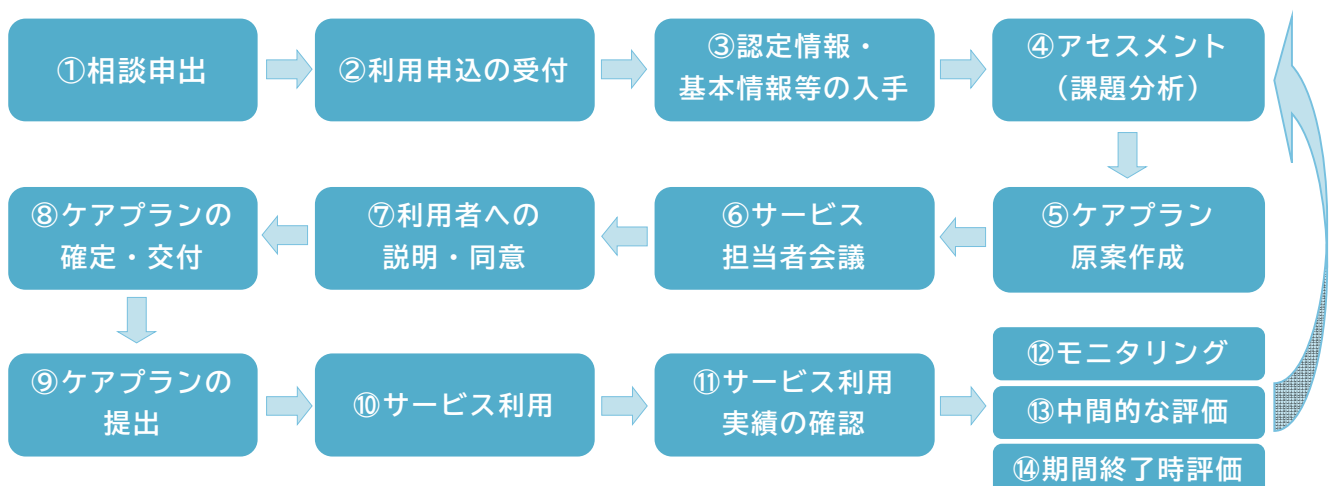 ①相談申出
②利用申込の受付
③認定情報・
基本情報等の入手
④アセスメント
（課題分析）
⑤ケアプラン
原案作成
⑥サービス
担当者会議
⑦利用者への
説明・同意
⑧ケアプランの
確定・交付
⑨ケアプランの
提出
⑩サービス利用
⑪サービス利用
実績の確認
⑫モニタリング
⑬中間的な評価
⑭期間終了時評価